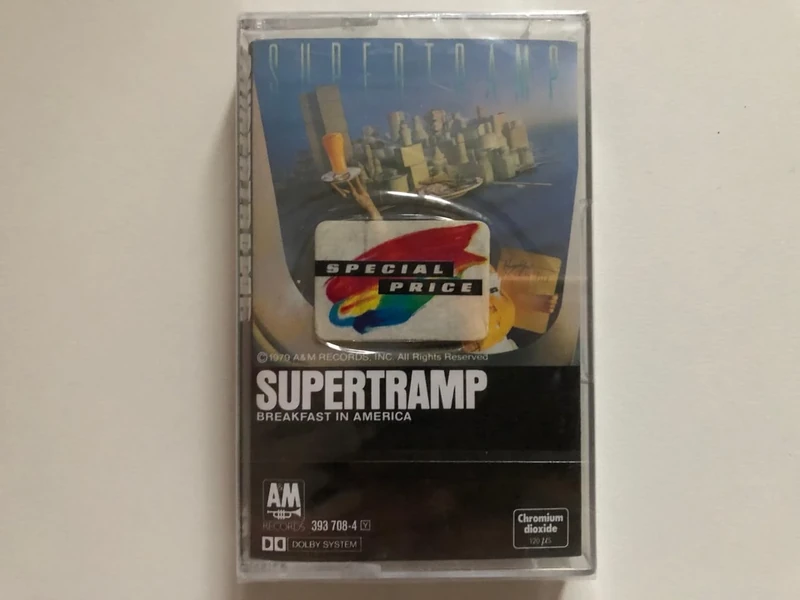 SUPERTRAMP
SPECIAL
PRICE
©1979 A&M RECORDS, INC. All Rights Reserved
SUPERTRAMP
BREAKFAST IN AMERICA
A&M
RECORDS 393 708-4 Y
DOLBY SYSTEM
Chromium
dioxide
120 µs